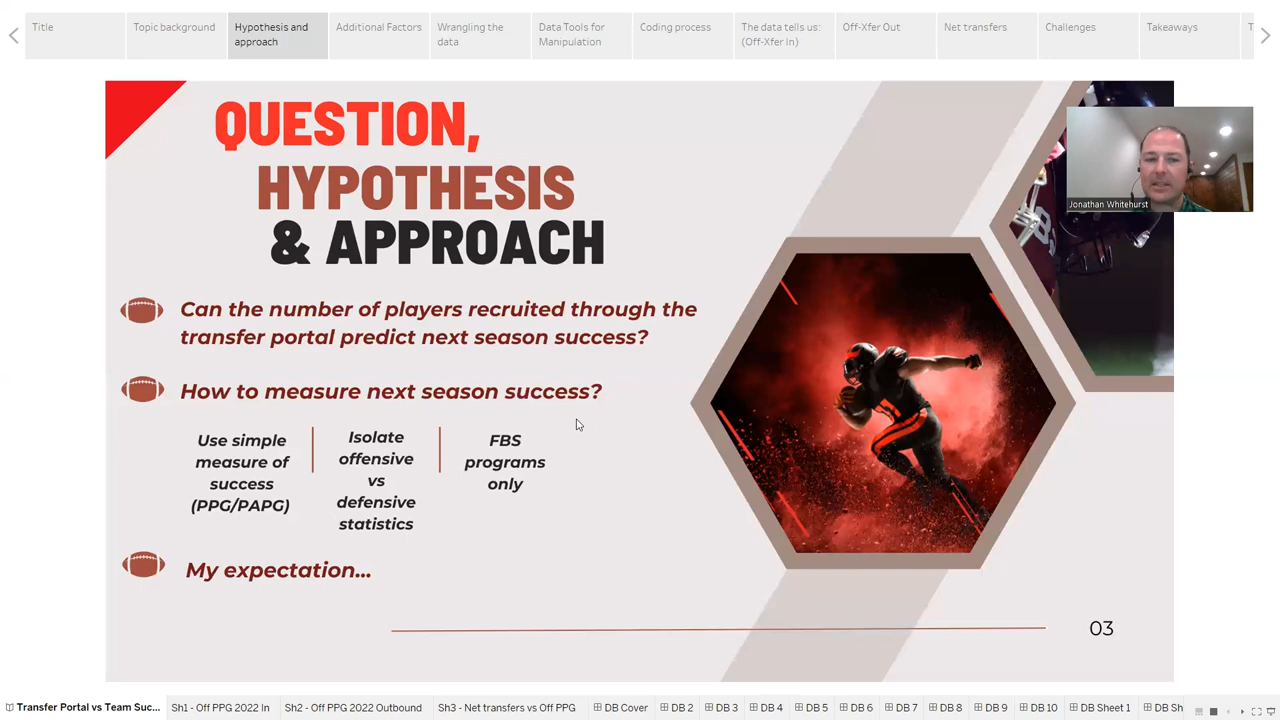 Title
Topic background
Hypothesis and
approach
Additional Factors
Wrangling the
data
Data Tools for
Manipulation
Coding process
The data tells us:
(Off-Xfer In)
Off-Xfer Out
Net transfers
Challenges
Takeaways
T
QUESTION,
HYPOTHESIS
& APPROACH
Jonathan Whitehurst
Can the number of players recruited through the
transfer portal predict next season success?
How to measure next season success?
Use simple
measure of
success
(PPG/PAPG)
Isolate
offensive
vs
defensive
statistics
FBS
programs
only
My expectation...
03
Transfer Portal vs Team Suc...
Sh1 - Off PPG 2022 In
Sh2 - Off PPG 2022 Outbound
Sh3 - Net transfers vs Off PPG
DB Cover
DB 2
DB 3
DB 4
DB 5
DB 6
DB 7
DB 8
DB 9
DB 10
DB Sheet 1
DB Sh